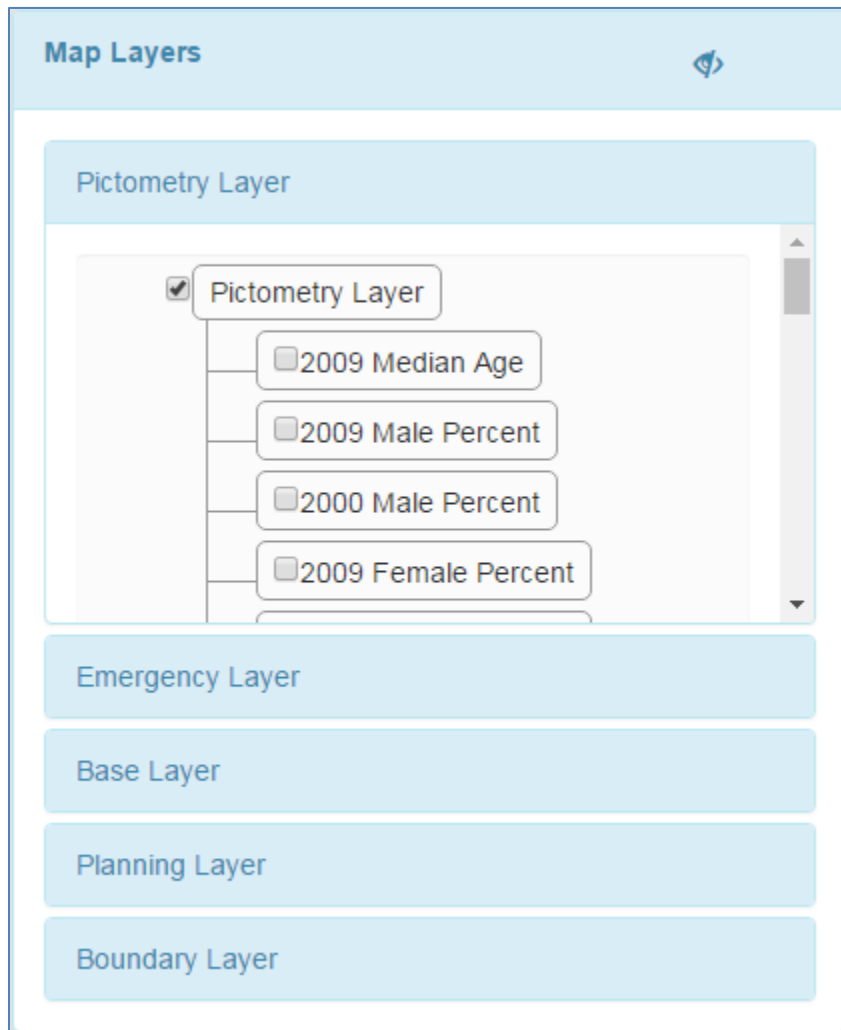 Map Layers
Pictometry Layer
Pictometry Layer
2009 Median Age
2009 Male Percent
2000 Male Percent
2009 Female Percent
Emergency Layer
Base Layer
Planning Layer
Boundary Layer